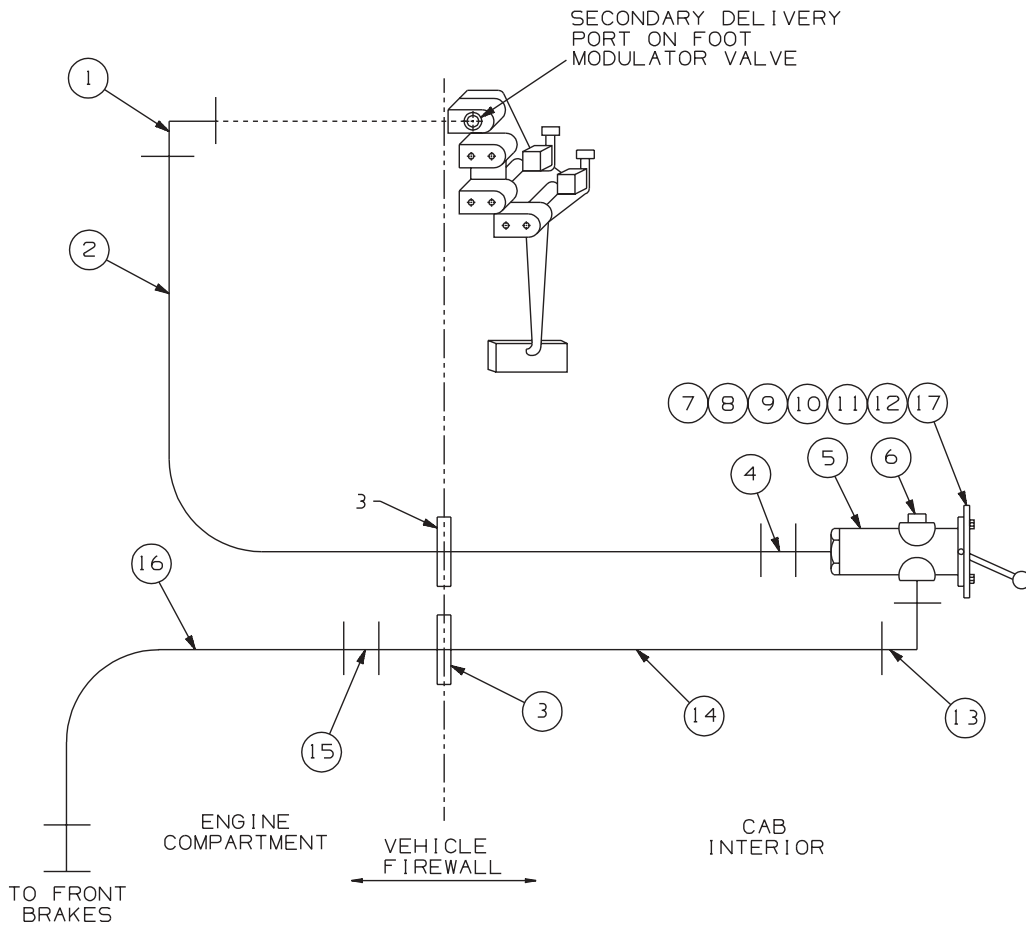 SECONDARY DELIVERY
PORT ON FOOT
MODULATOR VALVE
1
2
7 8 9 10 11 12 17
4
5
6
3
16
3
14
13
15
ENGINE
COMPARTMENT
VEHICLE
FIREWALL
CAB
INTERIOR
TO FRONT
BRAKES